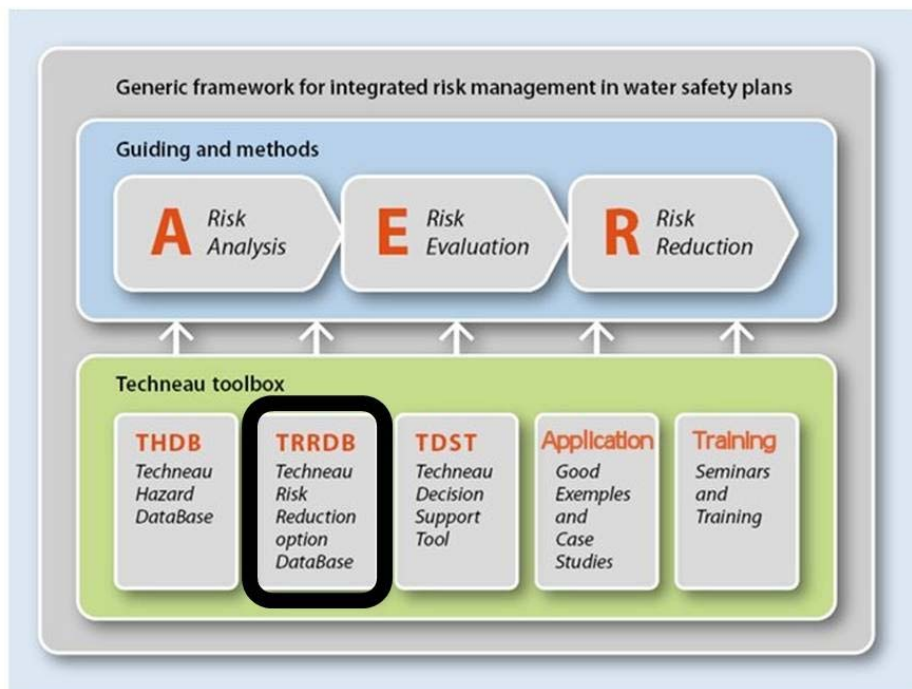 Generic framework for integrated risk management in water safety plans
Guiding and methods
A
Risk
Analysis
E
Risk
Evaluation
R
Risk
Reduction
Techneau toolbox
THDB
Techneau
Hazard
DataBase
TRRDB
Techneau
Risk
Reduction
option
DataBase
TDST
Techneau
Decision
Support
Tool
Application
Good
Exemples
and
Case
Studies
Training
Seminars
and
Training